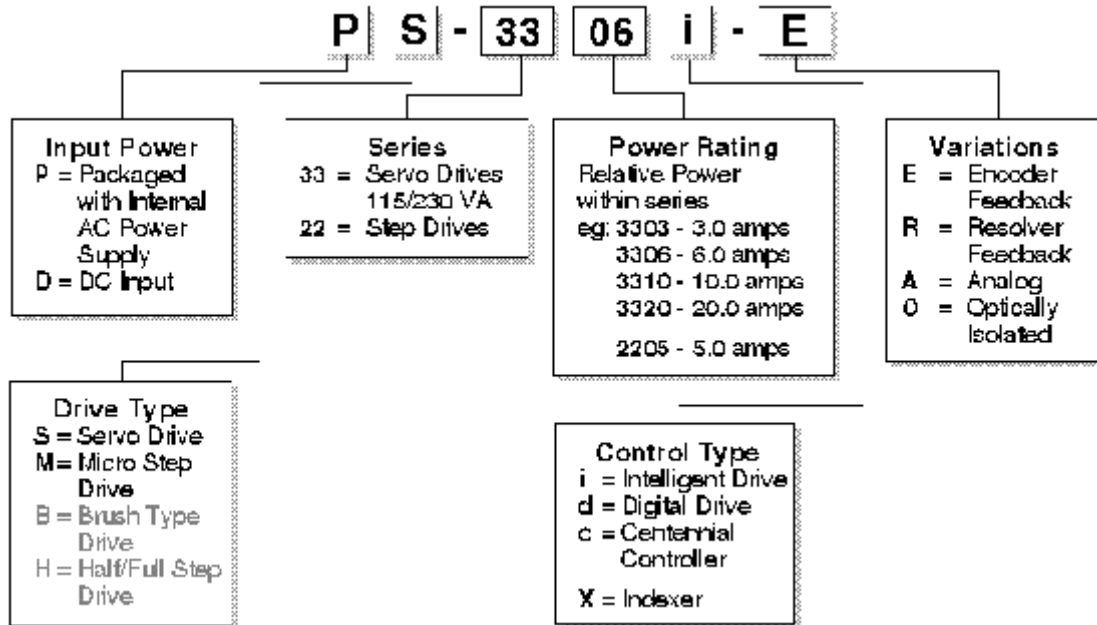 P S - 33 06 i - E
Input Power
P = Packaged
with Internal
AC Power
Supply
D = DC Input
Series
33 = Servo Drives
115/230 VA
22 = Step Drives
Power Rating
Relative Power
within series
eg: 3303 - 3.0 amps
3306 - 6.0 amps
3310 - 10.0 amps
3320 - 20.0 amps
2205 - 5.0 amps
Variations
E = Encoder
Feedback
R = Resolver
Feedback
A = Analog
O = Optically
Isolated
Drive Type
S = Servo Drive
M = Micro Step
Drive
B = Brush Type
Drive
H = Half/Full Step
Drive
Control Type
i = Intelligent Drive
d = Digital Drive
c = Centennial
Controller
X = Indexer